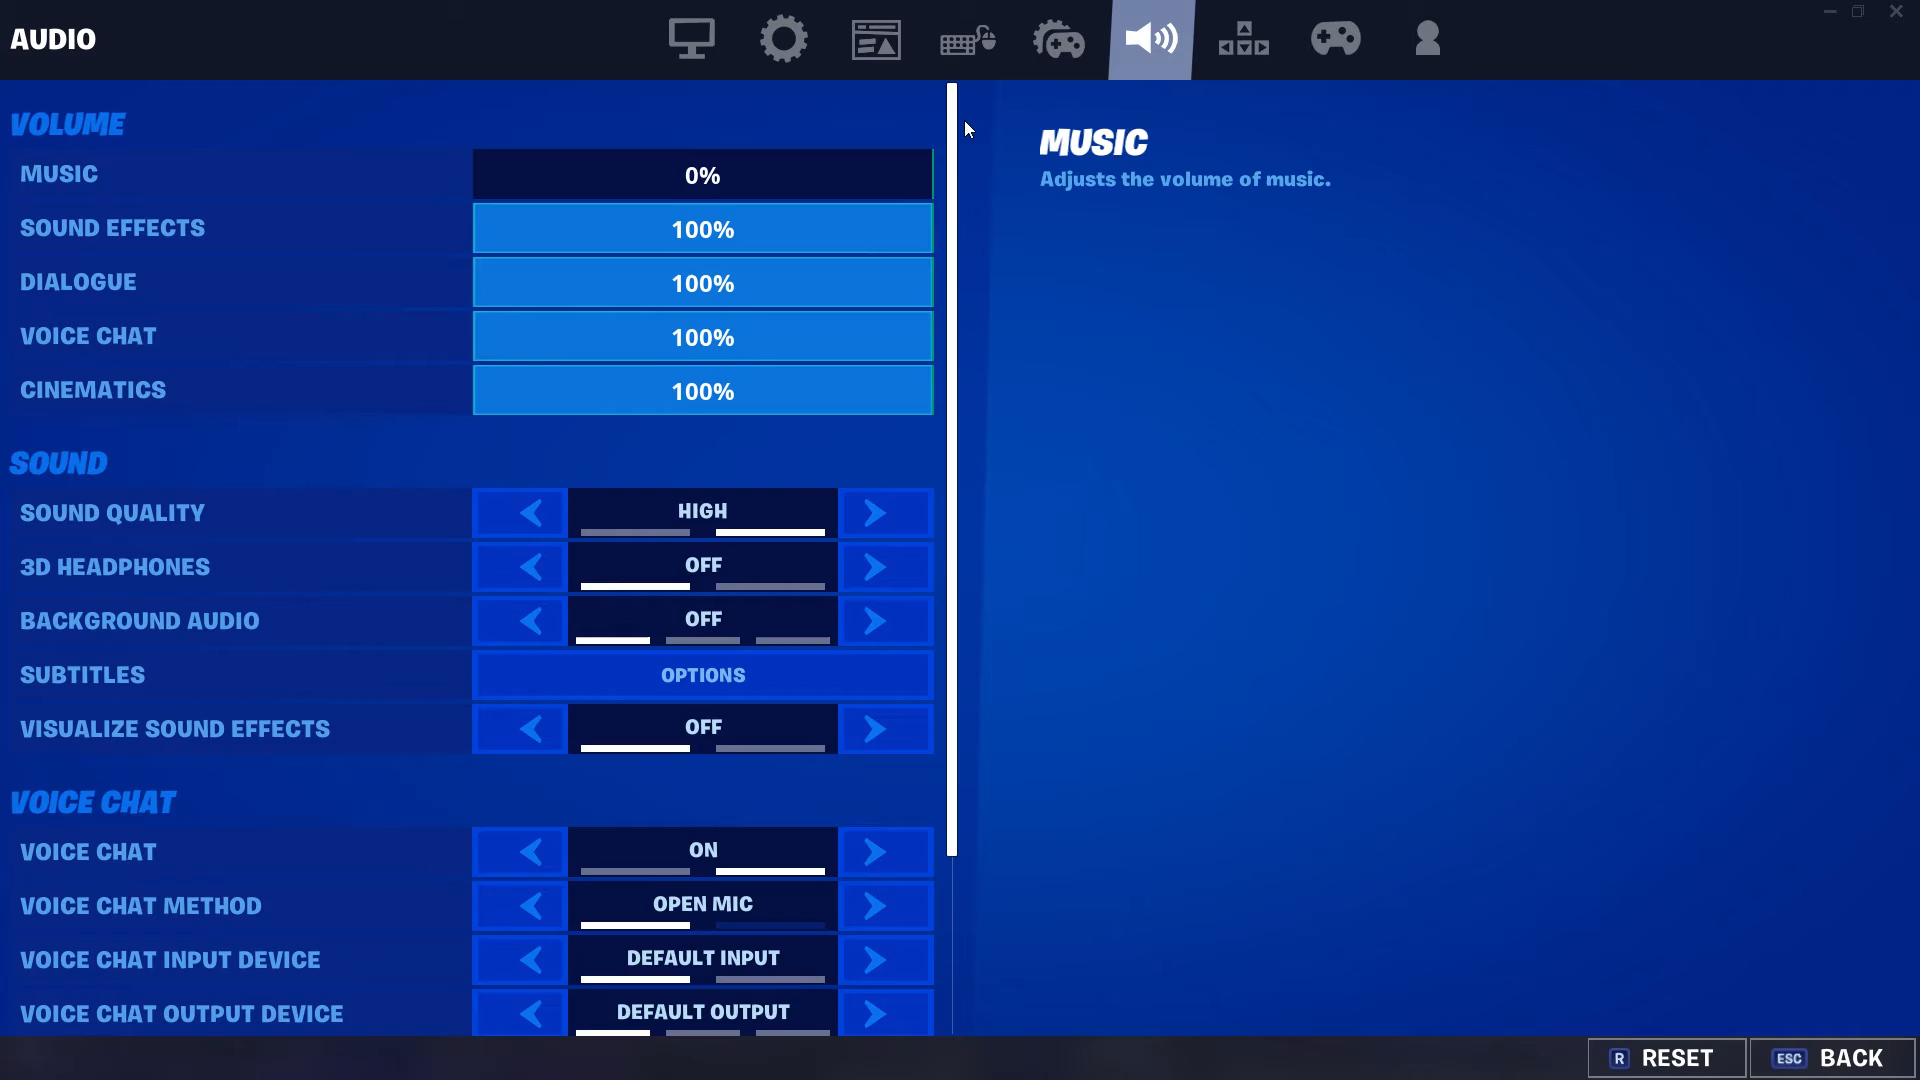 AUDIO
VOLUME
MUSIC 0%
SOUND EFFECTS 100%
DIALOGUE 100%
VOICE CHAT 100%
CINEMATICS 100%
SOUND
SOUND QUALITY HIGH
3D HEADPHONES OFF
BACKGROUND AUDIO OFF
SUBTITLES OPTIONS
VISUALIZE SOUND EFFECTS OFF
VOICE CHAT
VOICE CHAT ON
VOICE CHAT METHOD OPEN MIC
VOICE CHAT INPUT DEVICE DEFAULT INPUT
VOICE CHAT OUTPUT DEVICE DEFAULT OUTPUT
MUSIC
Adjusts the volume of music.
R RESET
ESC BACK